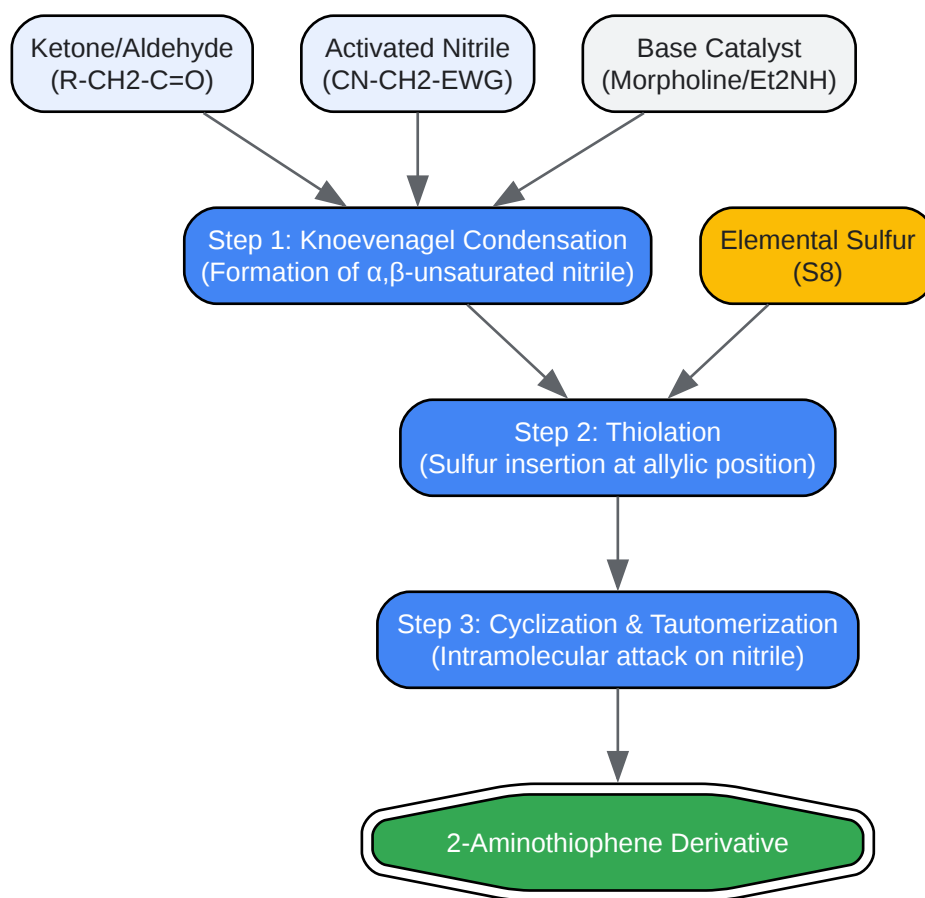 Ketone/Aldehyde
(R-CH2-C=O)
Activated Nitrile
(CN-CH2-EWG)
Base Catalyst
(Morpholine/Et2NH)
Step 1: Knoevenagel Condensation
(Formation of α,β-unsaturated nitrile)
Elemental Sulfur
(S8)
Step 2: Thiolation
(Sulfur insertion at allylic position)
Step 3: Cyclization & Tautomerization
(Intramolecular attack on nitrile)
2-Aminothiophene Derivative